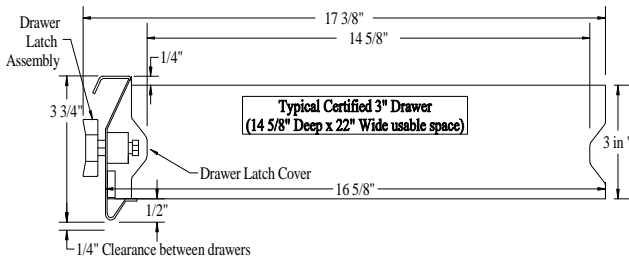 17 3/8"
Drawer
Latch
Assembly
14 5/8"
1/4"
3 3/4"
Typical Certified 3" Drawer
(14 5/8" Deep x 22" Wide usable space)
3 in "
Drawer Latch Cover
16 5/8"
1/2"
1/4" Clearance between drawers